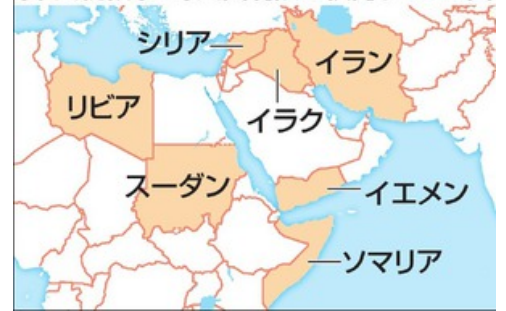 シリア
イラン
リビア
イラク
スーダン
イエメン
ソマリア